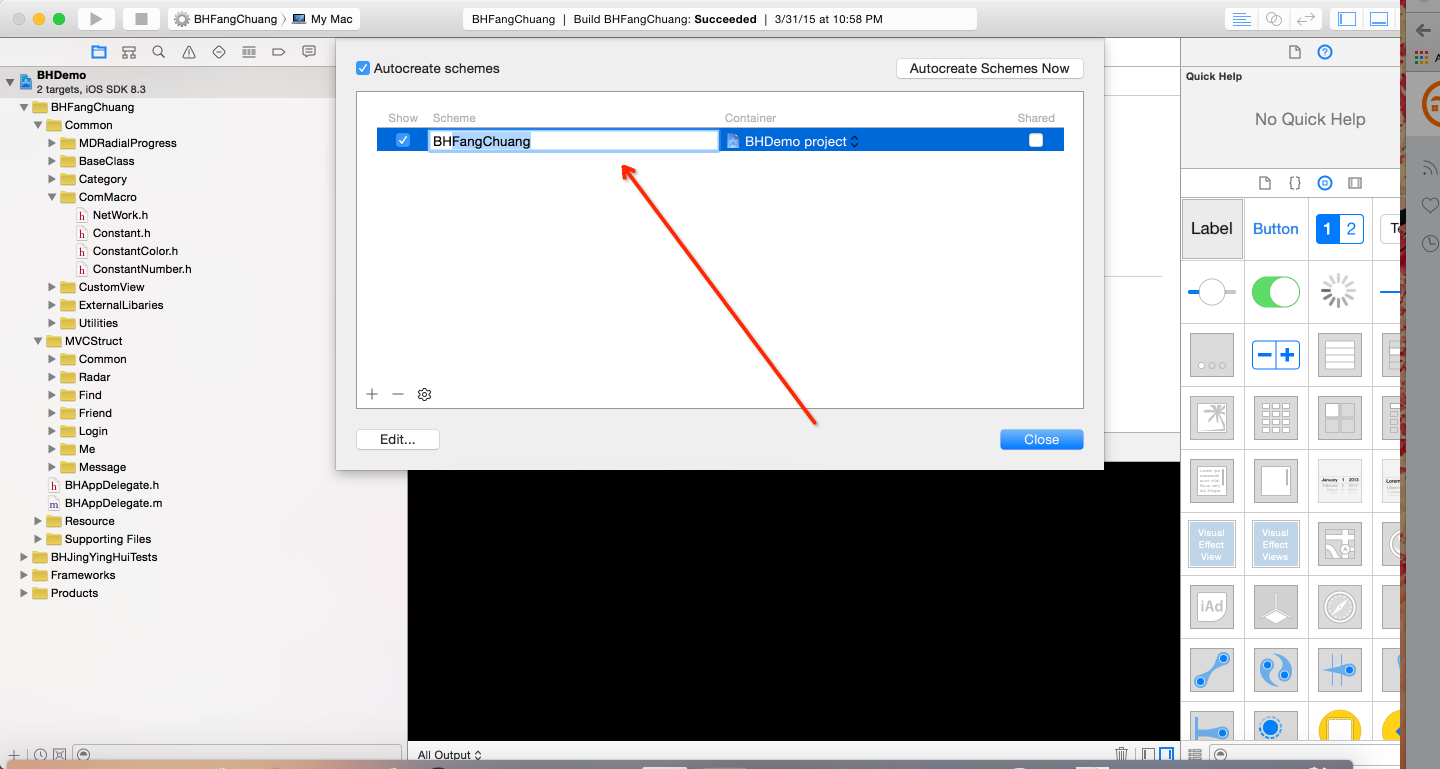 BHFangChuang 〉 My Mac
BHFangChuang | Build BHFangChuang: Succeeded | 3/31/15 at 10:58 PM
BHDemo
2 targets, iOS SDK 8.3
BHFangChuang
Common
MDRadialProgress
BaseClass
Category
ComMacro
h NetWork.h
h Constant.h
h ConstantColor.h
h ConstantNumber.h
CustomView
ExternalLibaries
Utilities
MVCStruct
Common
Radar
Find
Friend
Login
Me
Message
h BHAppDelegate.h
m BHAppDelegate.m
Resource
Supporting Files
BHJingYingHuiTests
Frameworks
Products
Autocreate schemes
Autocreate Schemes Now
Show Scheme Container Shared
BHFangChuang BHDemo project
Edit...
Close
All Output
Quick Help
No Quick Help
Label Button 1 2 Te
Visual Effect View
Visual Effect Views
iAd